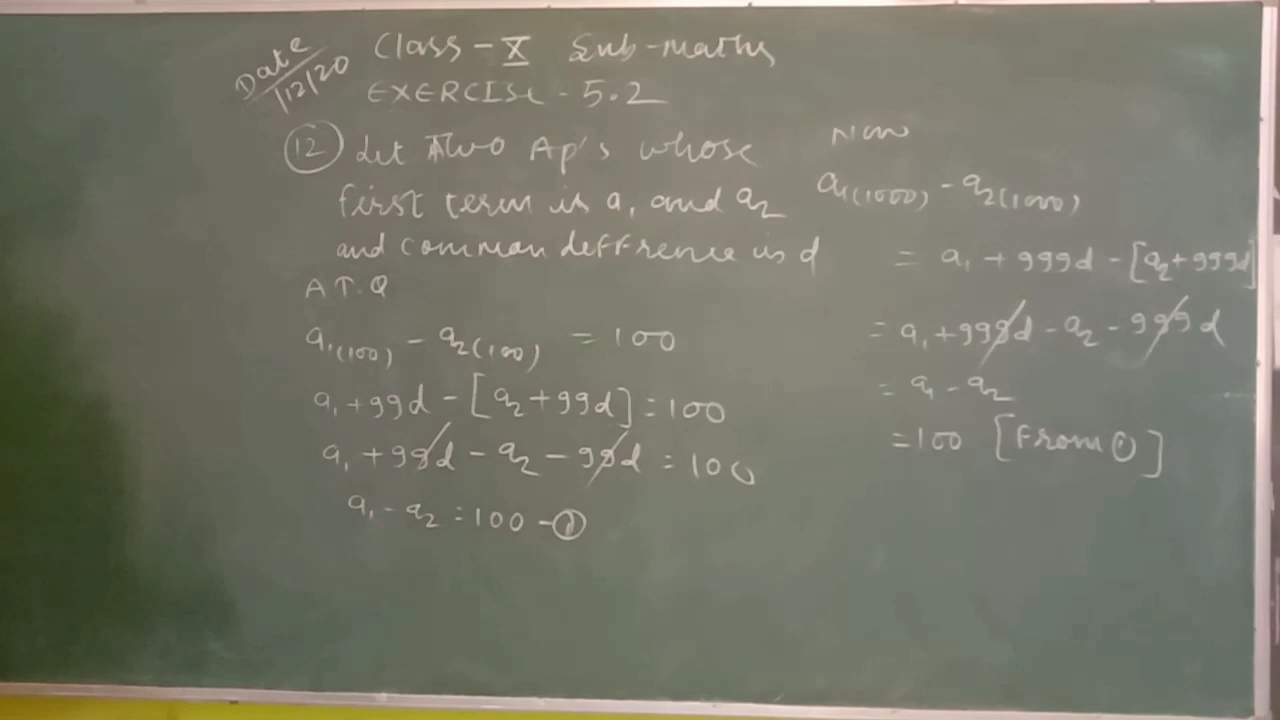 Date
/12/20
Class - X Sub-maths
EXERCISE - 5.2
(12) Let Two Ap's whose
first term is a₁ and a₂
and common deffrence is d
A T. Q
a₁(100) - a₂(100) = 100
a₁+99d - [a₂+99d] = 100
a₁+99d - a₂ - 99d = 100
a₁ - a₂ = 100 - ①
Now
a₁(1000) - a₂(1000)
= a₁ + 999d - [a₂+999d]
= a₁+999d - a₂ - 999d
= a₁ - a₂
=100 [From ①]